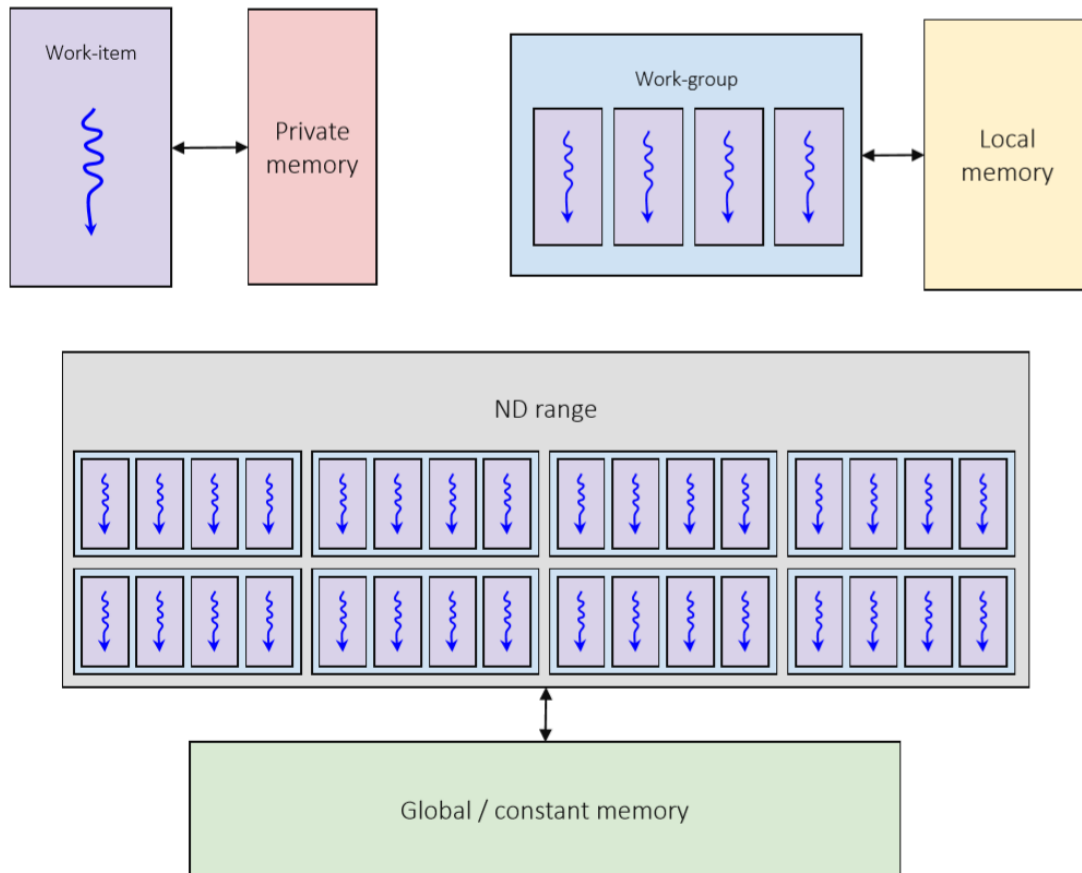 Work-item
Private
memory
Work-group
Local
memory
ND range
Global / constant memory